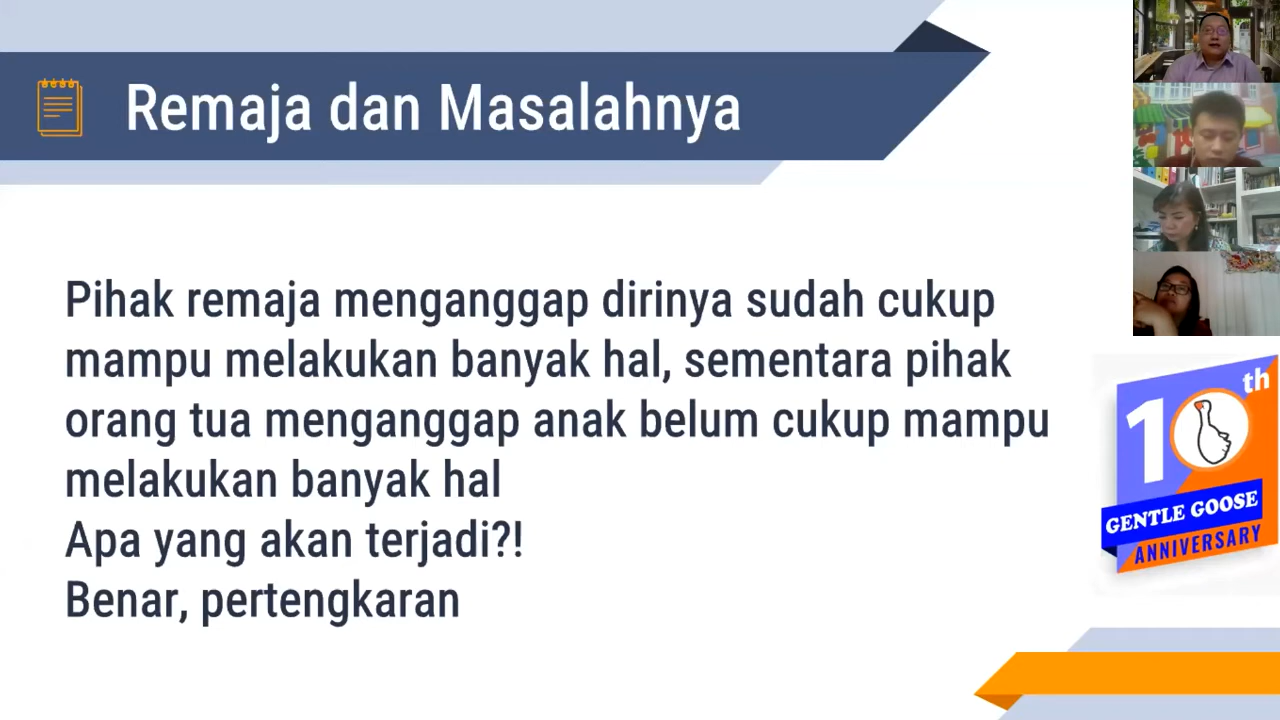 Remaja dan Masalahnya
Pihak remaja menganggap dirinya sudah cukup
mampu melakukan banyak hal, sementara pihak
orang tua menganggap anak belum cukup mampu
melakukan banyak hal
Apa yang akan terjadi?!
Benar, pertengkaran
10th
GENTLE GOOSE
ANNIVERSARY